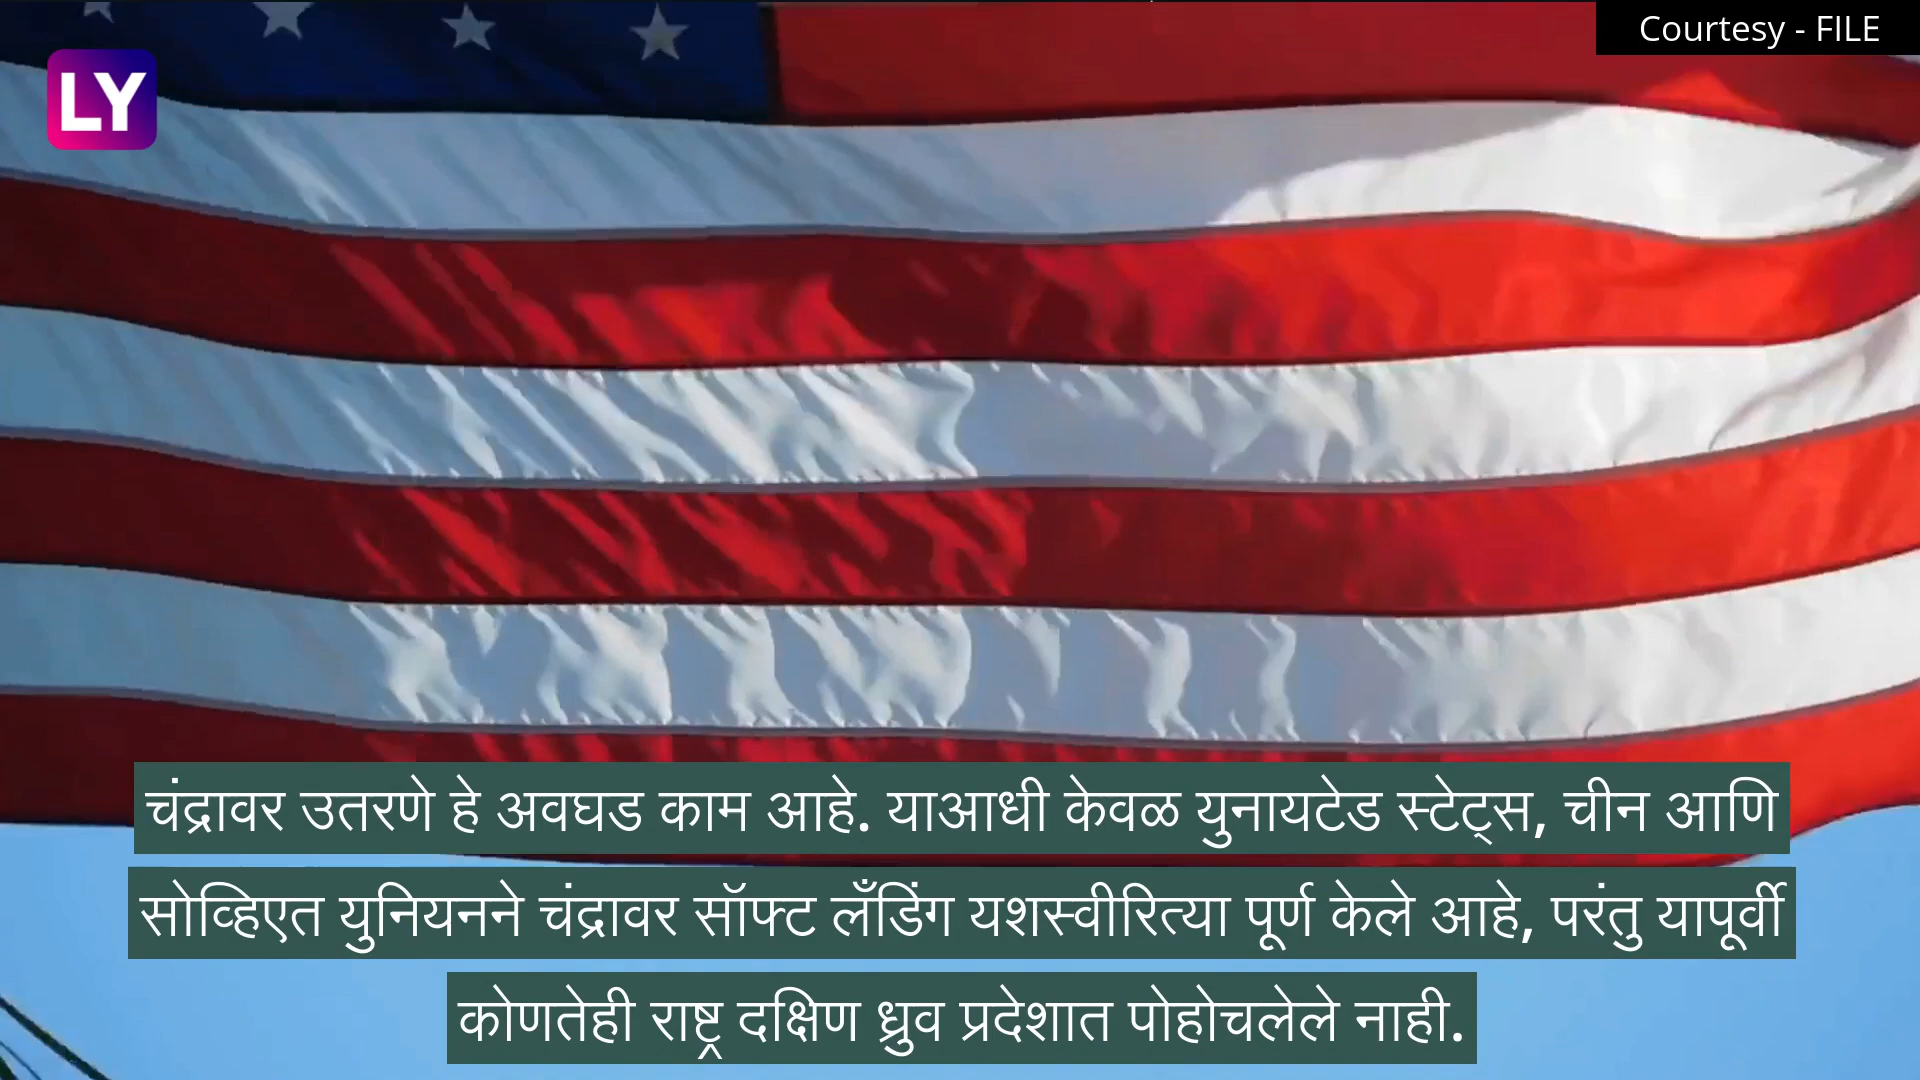 Courtesy - FILE
LY
चंद्रावर उतरणे हे अवघड काम आहे. याआधी केवळ युनायटेड स्टेट्स, चीन आणि
सोव्हिएत युनियनने चंद्रावर सॉफ्ट लँडिंग यशस्वीरित्या पूर्ण केले आहे, परंतु यापूर्वी
कोणतेही राष्ट्र दक्षिण ध्रुव प्रदेशात पोहोचलेले नाही.